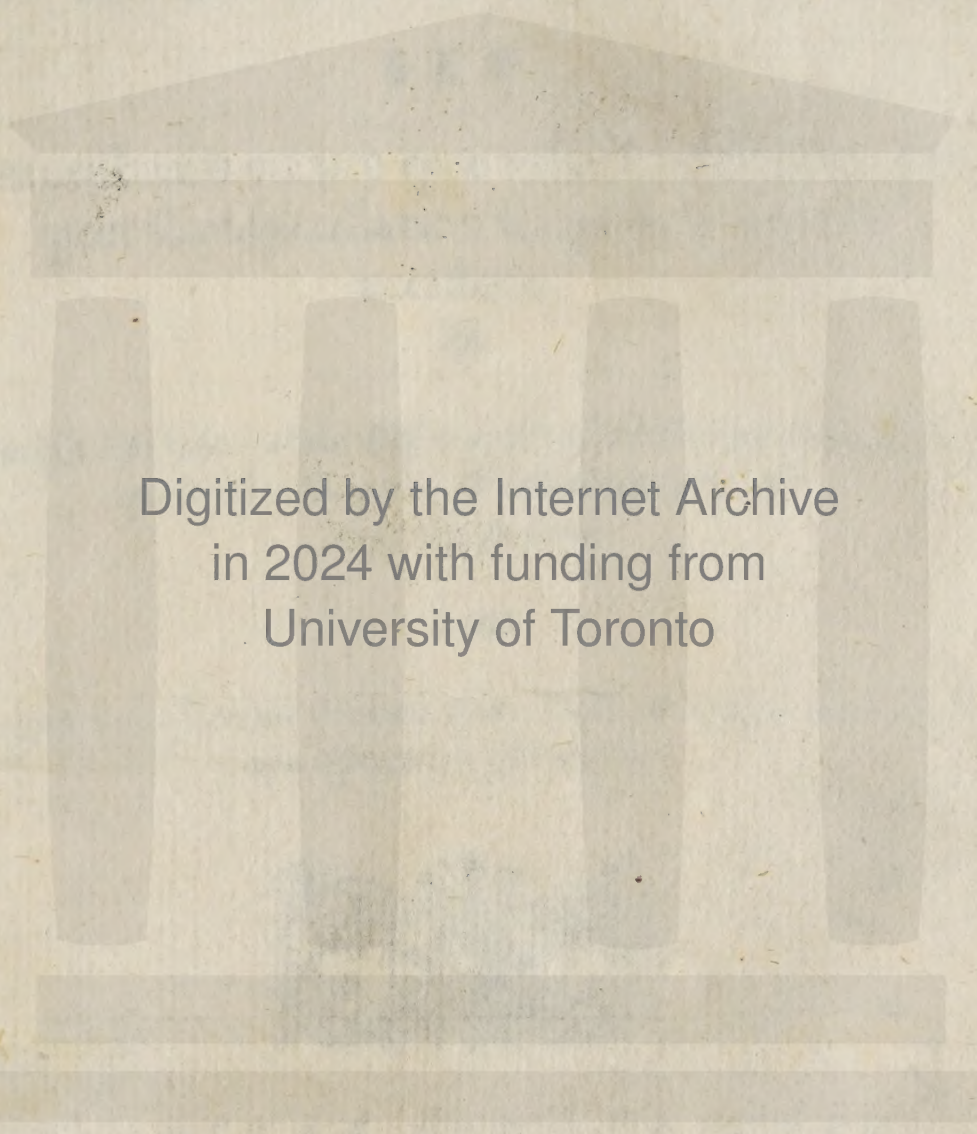 Digitized by the Internet Archive
in 2024 with funding from
University of Toronto